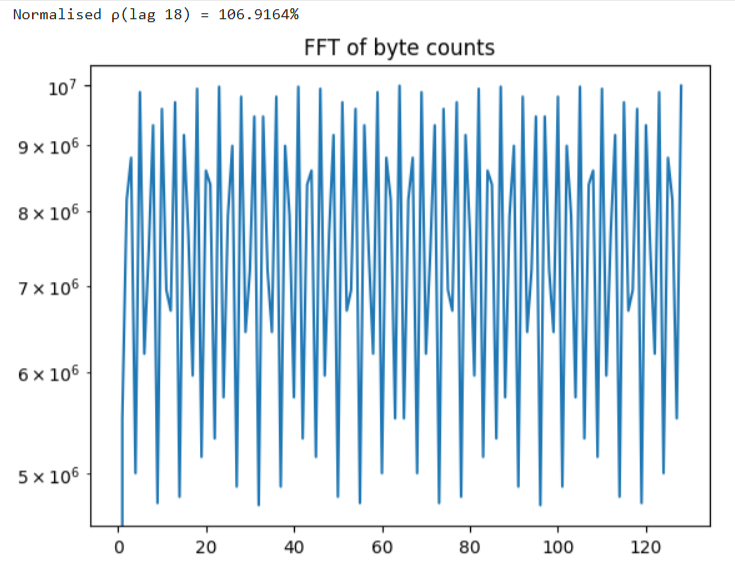 Normalised ρ(lag 18) = 106.9164%
FFT of byte counts
10⁷
9 × 10⁶
8 × 10⁶
7 × 10⁶
6 × 10⁶
5 × 10⁶
0 20 40 60 80 100 120